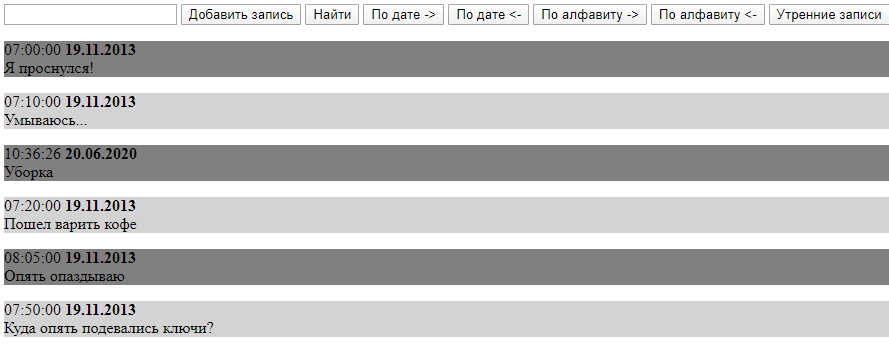 Добавить запись Найти По дате -> По дате <- По алфавиту -> По алфавиту <- Утренние записи
07:00:00 19.11.2013
Я проснулся!
07:10:00 19.11.2013
Умываюсь...
10:36:26 20.06.2020
Уборка
07:20:00 19.11.2013
Пошел варить кофе
08:05:00 19.11.2013
Опять опаздываю
07:50:00 19.11.2013
Куда опять подевались ключи?